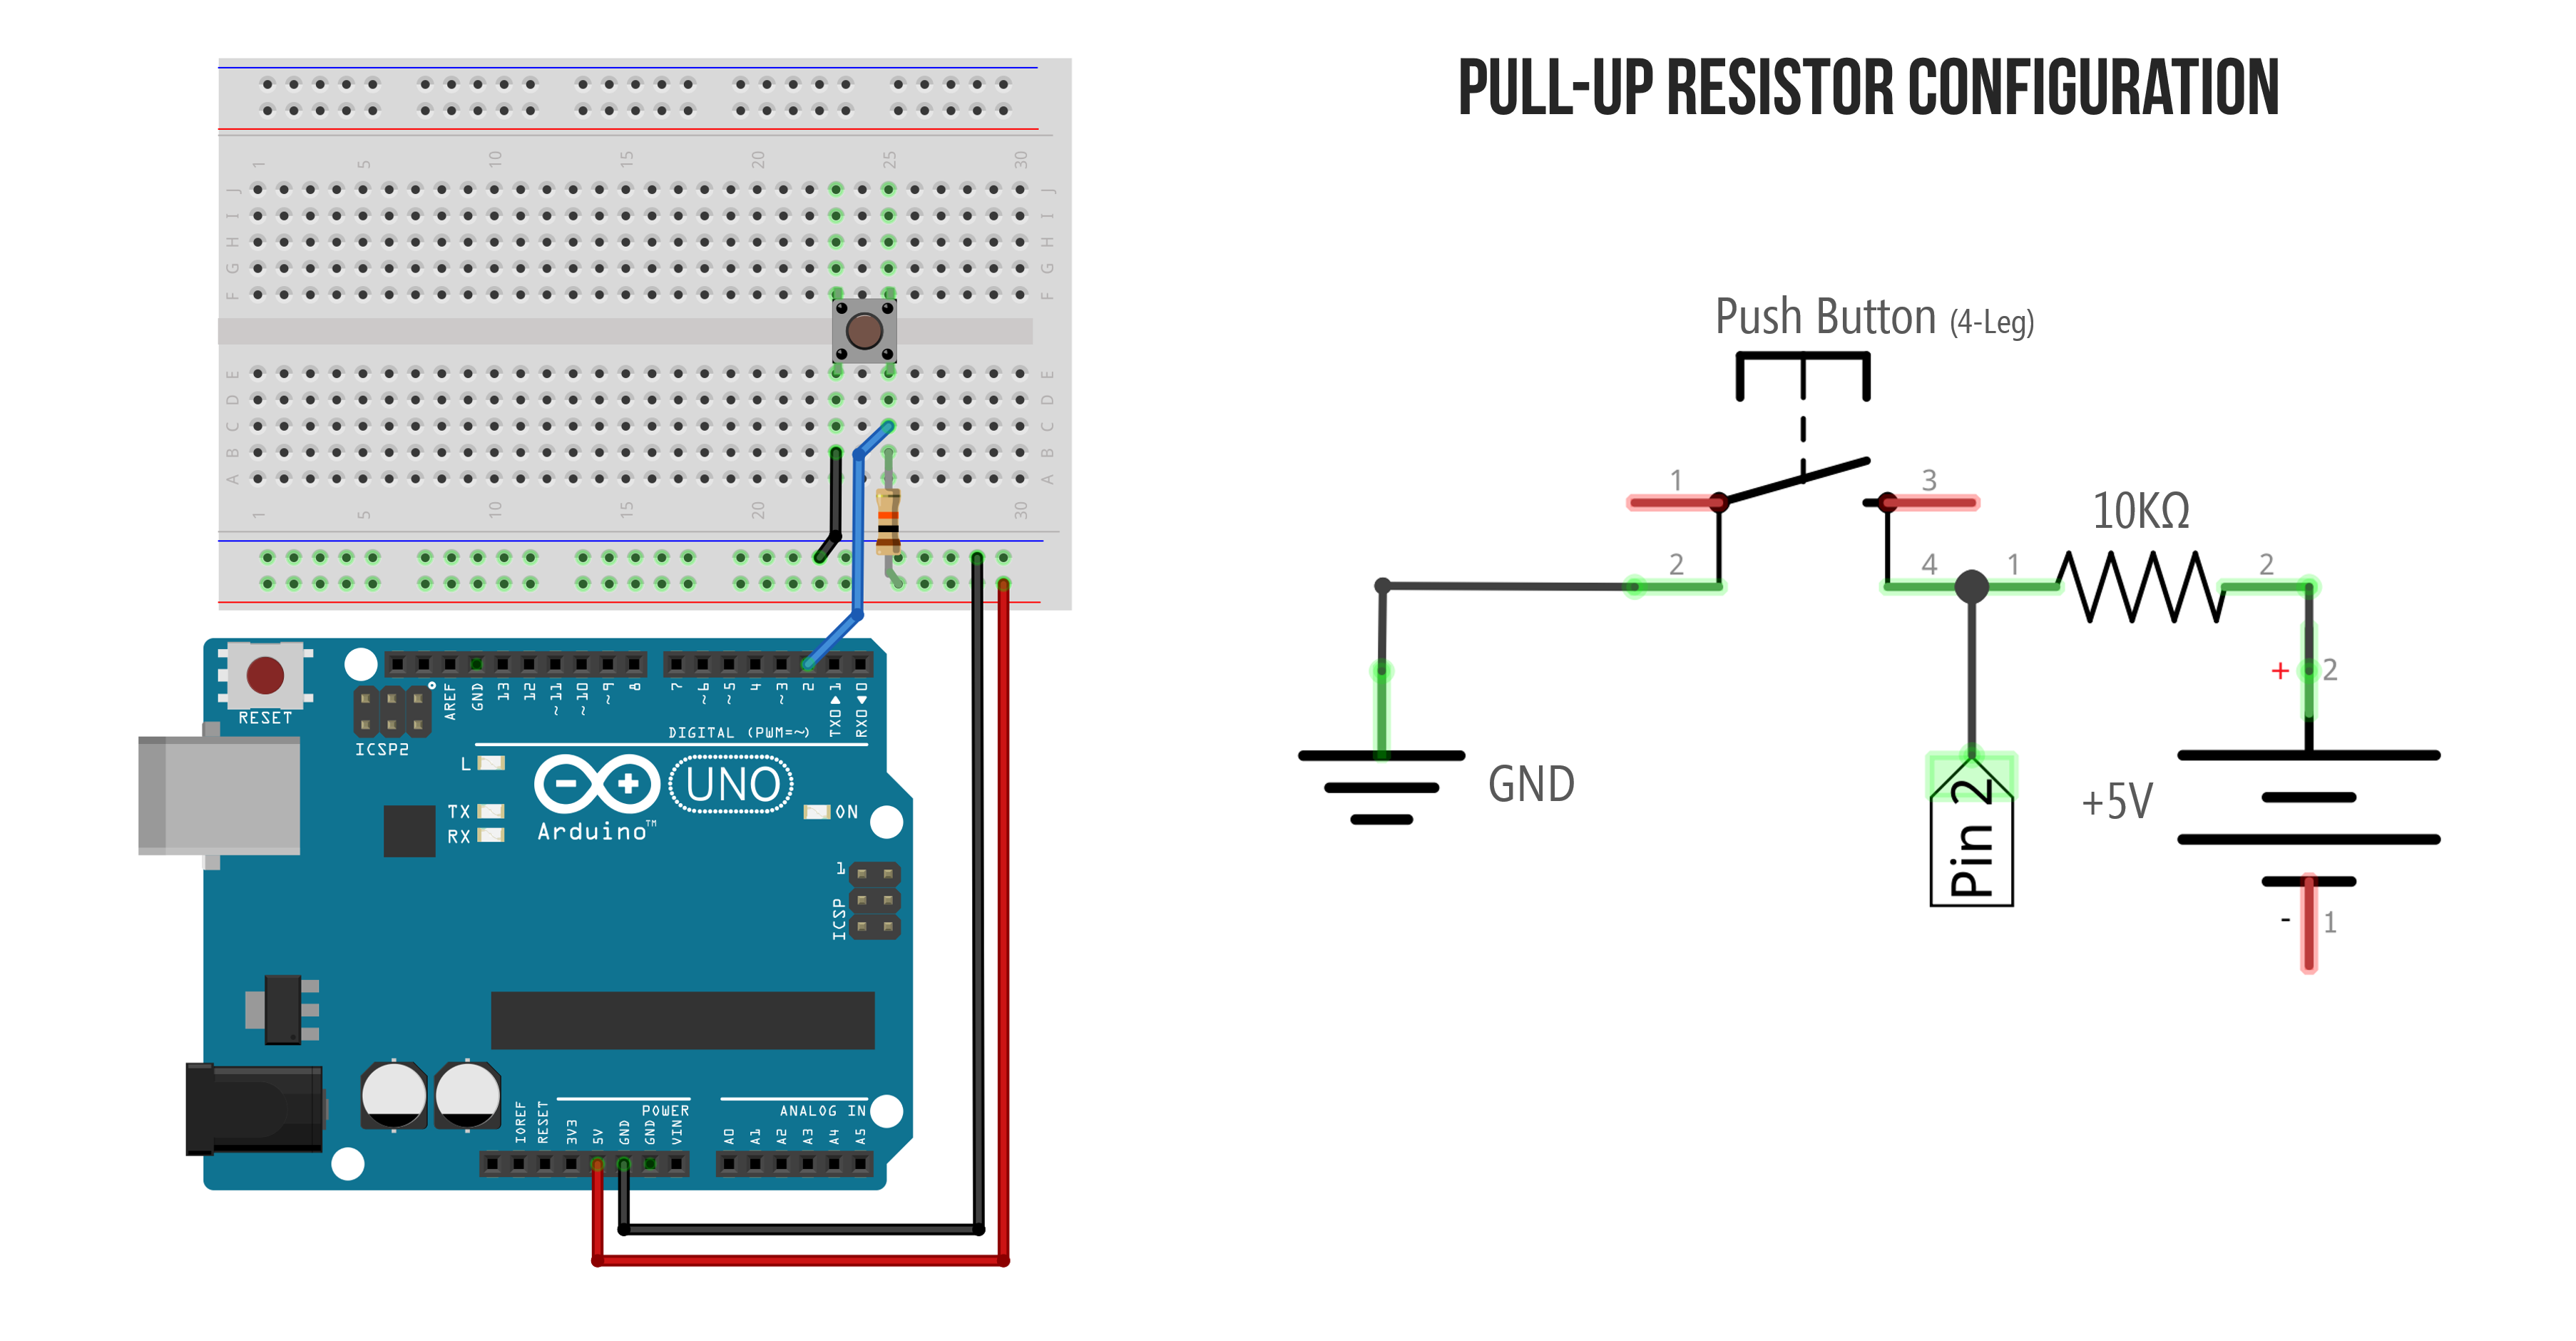 PULL-UP RESISTOR CONFIGURATION
1 5 10 15 20 25 30
J J
I I
H H
G G
F F
E E
D D
C C
B B
A A
1 5 10 15 20 30
Push Button (4-Leg)
1 3
10KΩ
2 4 1 2
+ 2
GND
Pin 2
+5V
- 1
RESET
ICSP2
AREF GND 13 12 ~11 ~10 ~9 8 7 ~6 ~5 4 ~3 2 TX0▶1 RX0◀0
DIGITAL (PWM=~)
L
TX
RX
UNO
Arduino™
ON
1
ICSP
POWER
ANALOG IN
IOREF RESET 3V3 5V GND GND VIN A0 A1 A2 A3 A4 A5